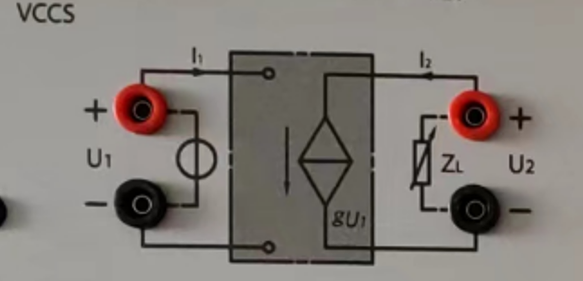 VCCS
I₁
I₂
+
+
U₁
ZL
U2
−
−
gU₁